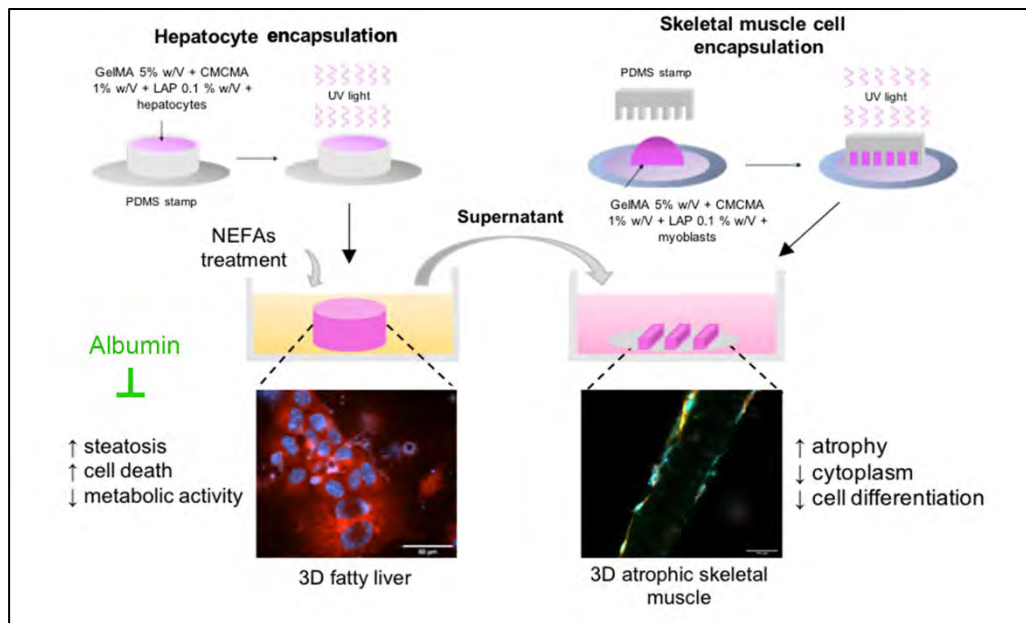 Hepatocyte encapsulation
GelMA 5% w/V + CMCMA
1% w/V + LAP 0.1 % w/V +
hepatocytes
UV light
PDMS stamp
Skeletal muscle cell
encapsulation
PDMS stamp
UV light
GelMA 5% w/V + CMCMA
1% w/V + LAP 0.1 % w/V +
myoblasts
NEFAs
treatment
Supernatant
Albumin
↑ steatosis
↑ cell death
↓ metabolic activity
↑ atrophy
↓ cytoplasm
↓ cell differentiation
3D fatty liver
3D atrophic skeletal
muscle